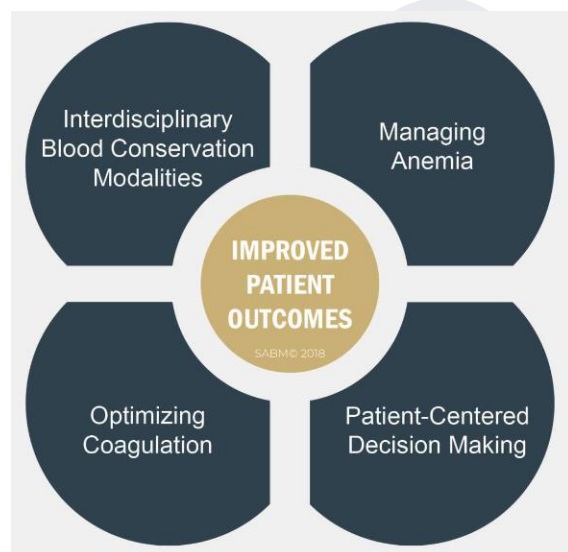 Interdisciplinary
Blood Conservation
Modalities
Managing
Anemia
IMPROVED
PATIENT
OUTCOMES
SABM© 2018
Optimizing
Coagulation
Patient-Centered
Decision Making